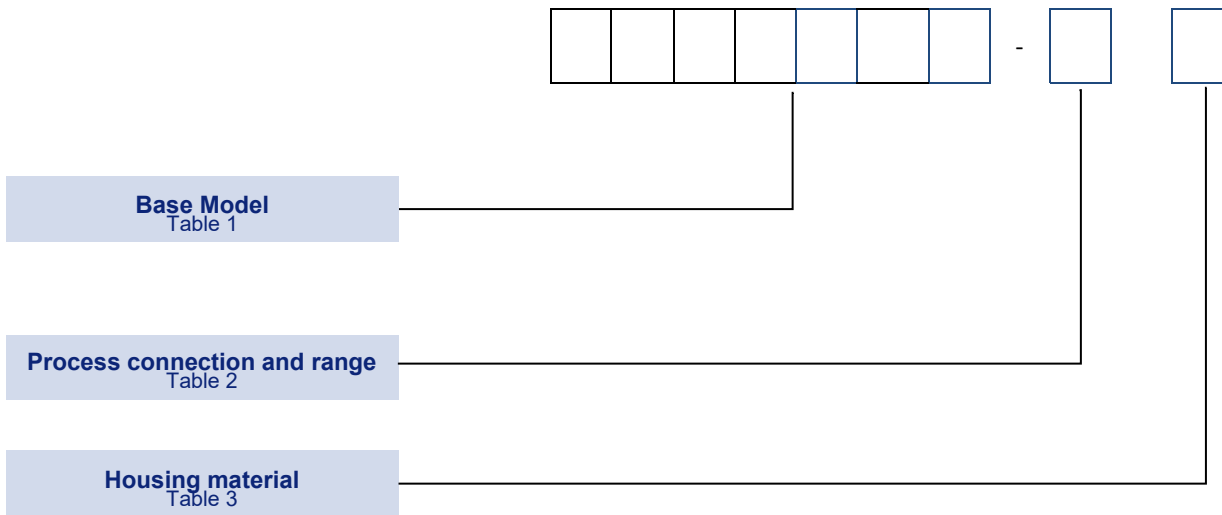 -
Base Model
Table 1
Process connection and range
Table 2
Housing material
Table 3